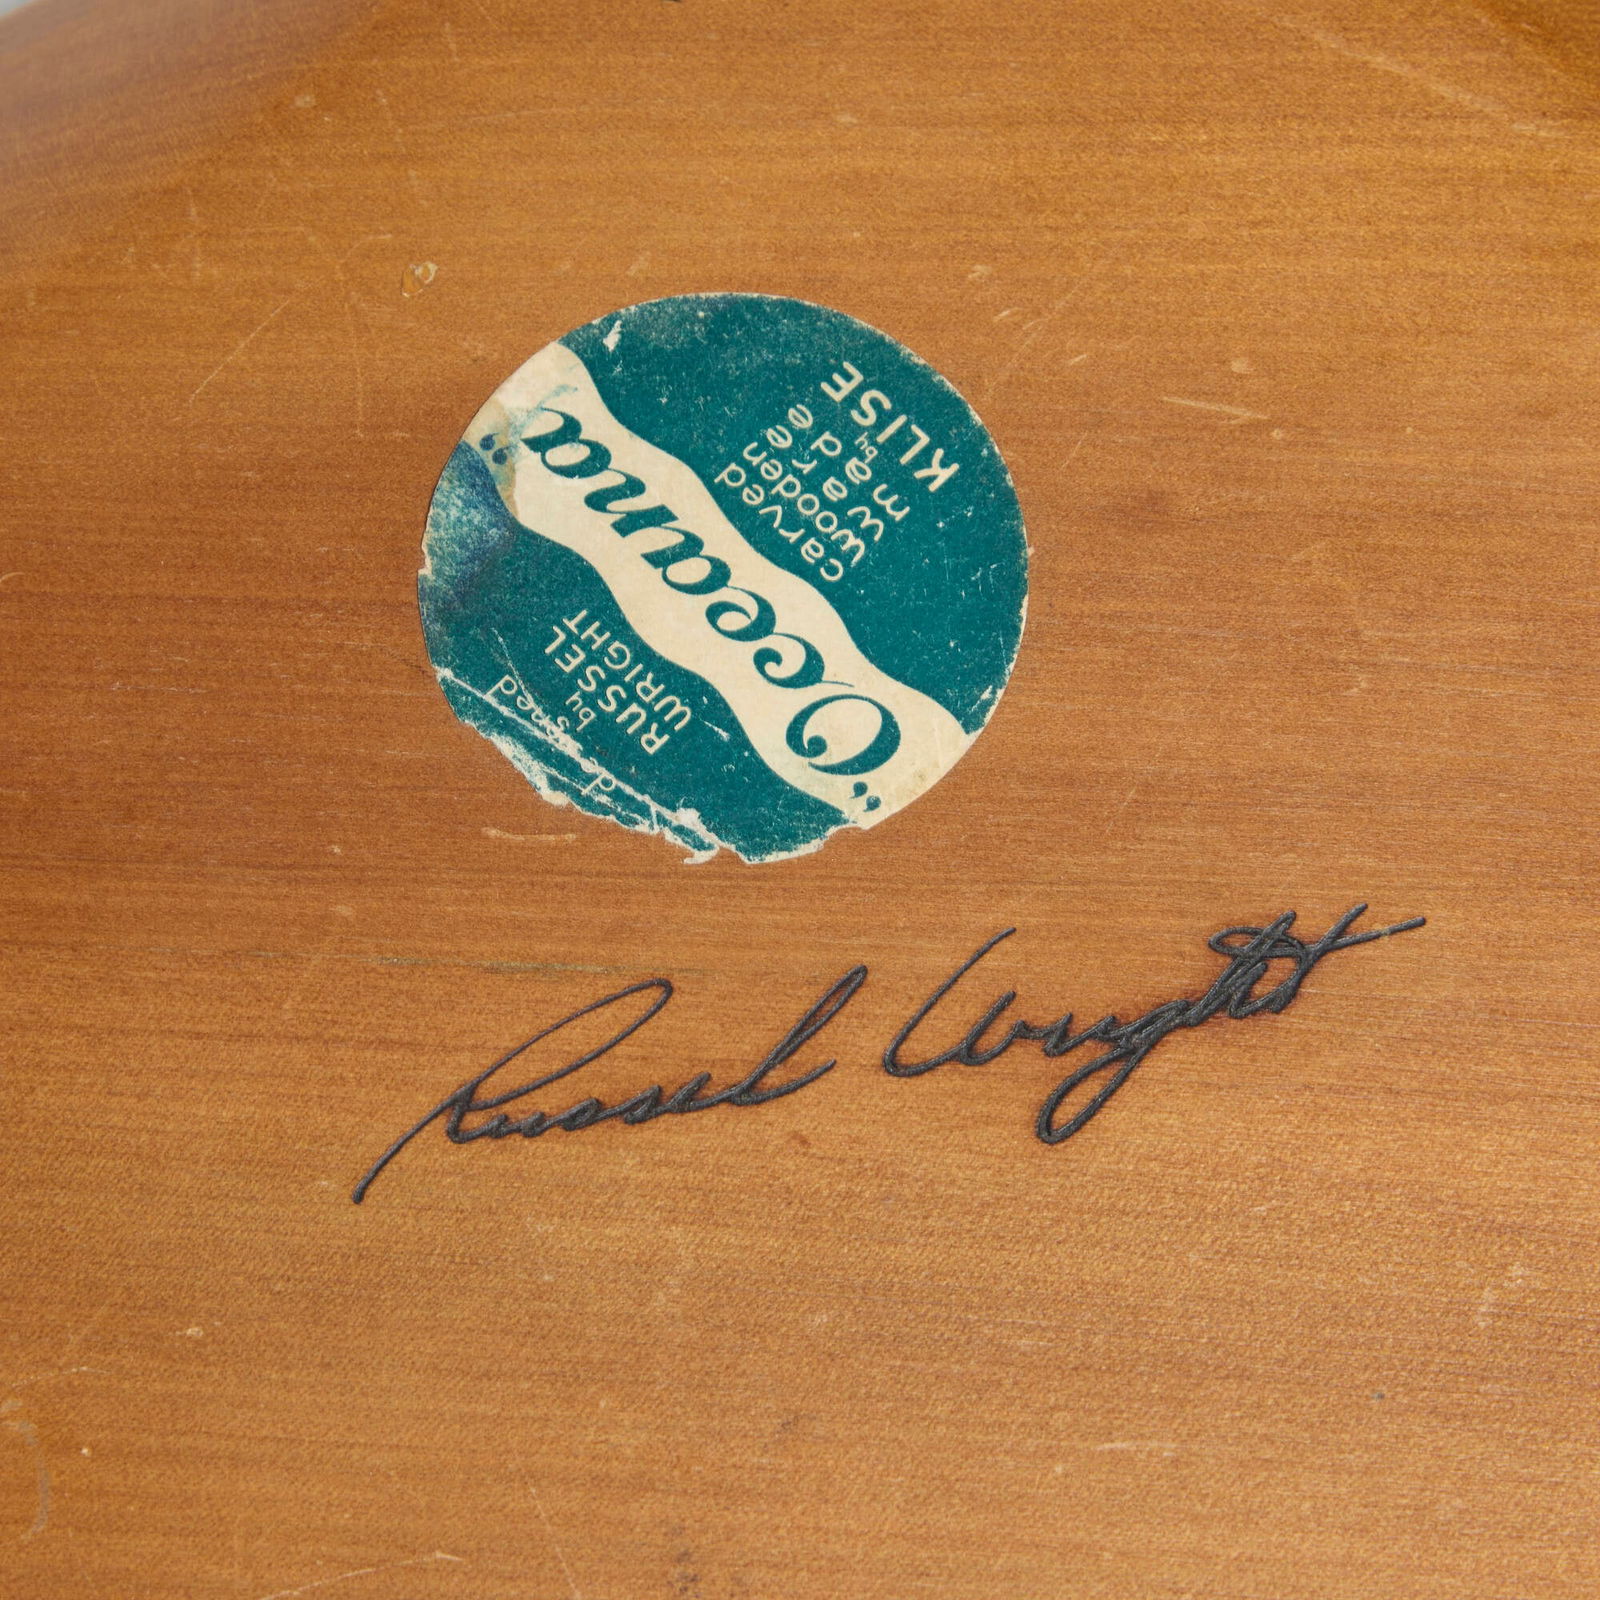 carved
wooden
ware
made
by
KLISE
"Oceana"
designed
by
RUSSEL
WRIGHT
Russel Wright